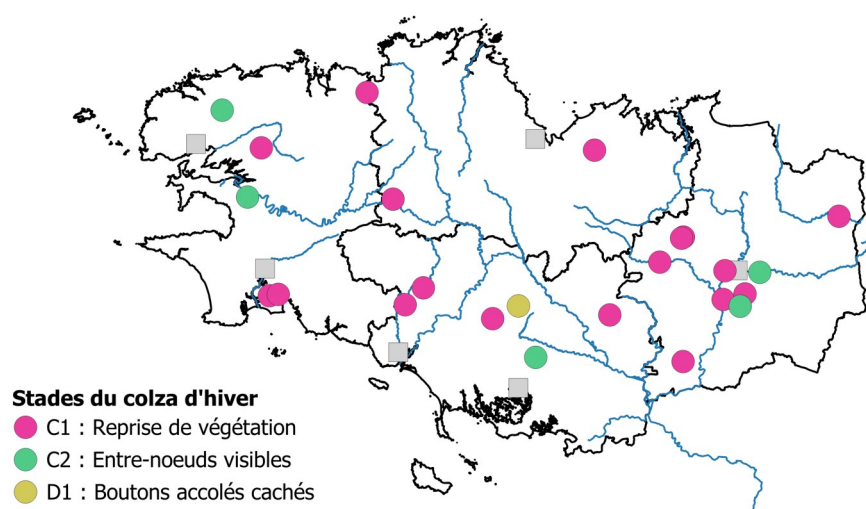 Stades du colza d'hiver
C1 : Reprise de végétation
C2 : Entre-noeuds visibles
D1 : Boutons accolés cachés